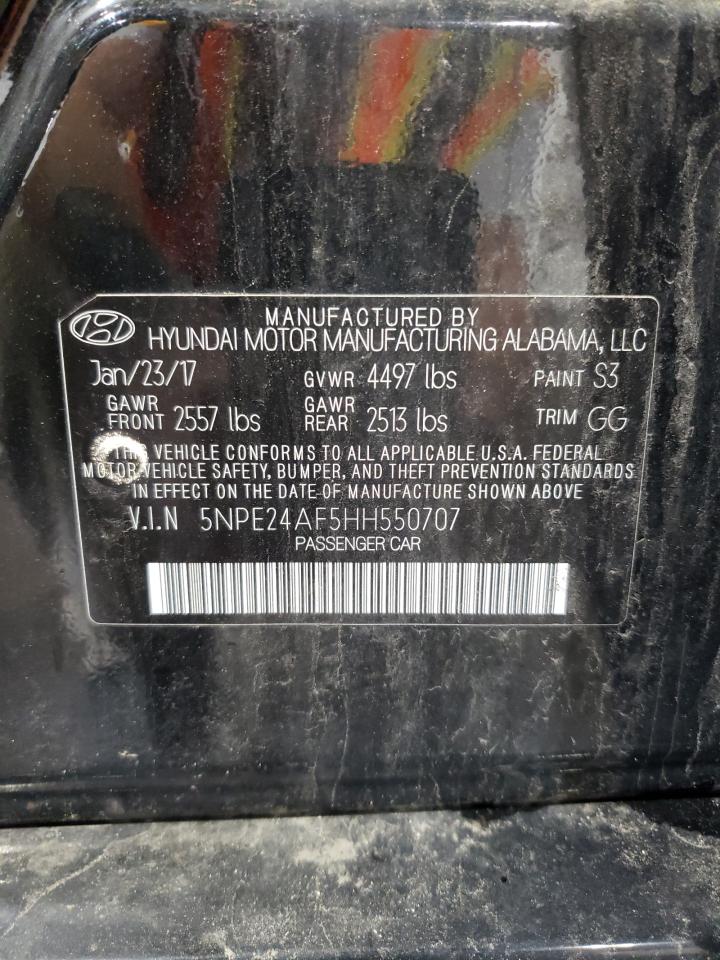 MANUFACTURED BY
HYUNDAI MOTOR MANUFACTURING ALABAMA, LLC
Jan/23/17 GVWR 4497 lbs PAINT S3
GAWR FRONT 2557 lbs GAWR REAR 2513 lbs TRIM GG
THIS VEHICLE CONFORMS TO ALL APPLICABLE U.S.A. FEDERAL
MOTOR VEHICLE SAFETY, BUMPER, AND THEFT PREVENTION STANDARDS
IN EFFECT ON THE DATE OF MANUFACTURE SHOWN ABOVE
V.I.N 5NPE24AF5HH550707
PASSENGER CAR